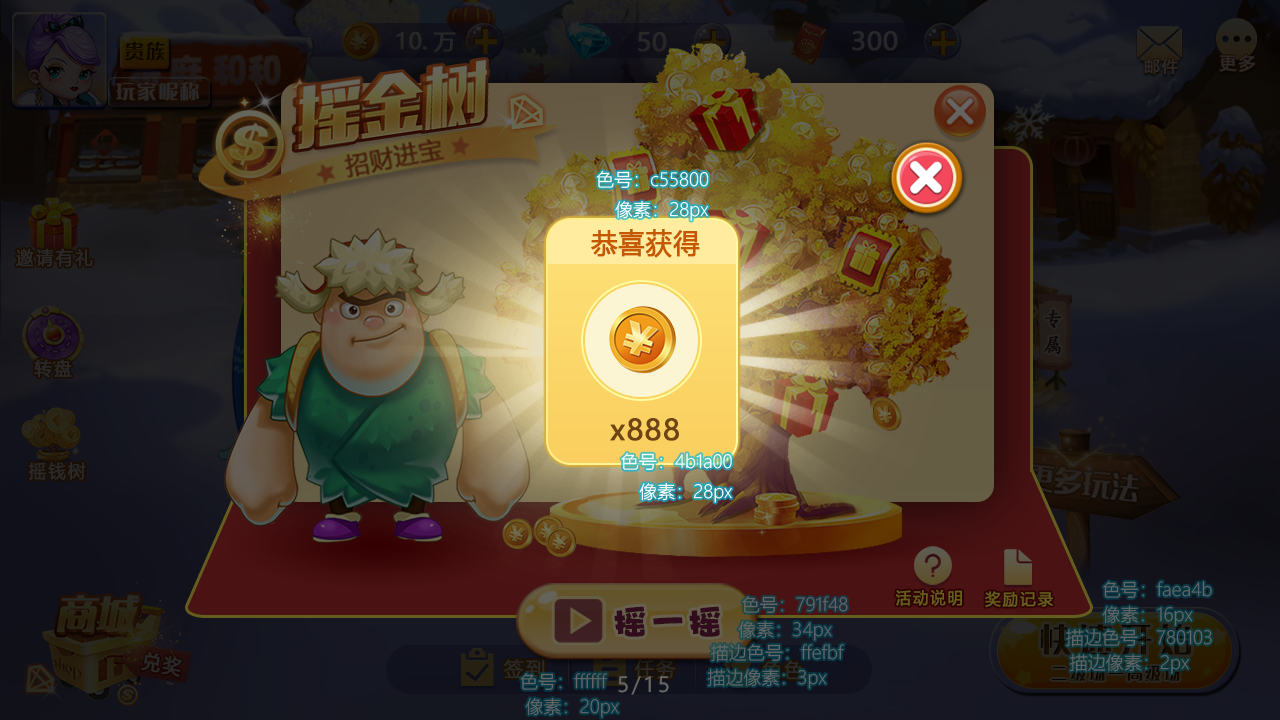 贵族
10.万
50
300
邮件
更多
和和
玩家昵称
摇金树
招财进宝
色号：c55800
像素：28px
恭喜获得
邀请有礼
专属
转盘
x888
摇钱树
色号：4b1a00
像素：28px
更多玩法
活动说明
奖励记录
色号：faea4b
像素：16px
描边色号：780103
描边像素：2px
商城
shop
兑奖
摇一摇
色号：791f48
像素：34px
描边色号：ffefbf
描边像素：3px
快速开始
签到
任务
色号：ffffff
像素：20px
5/15